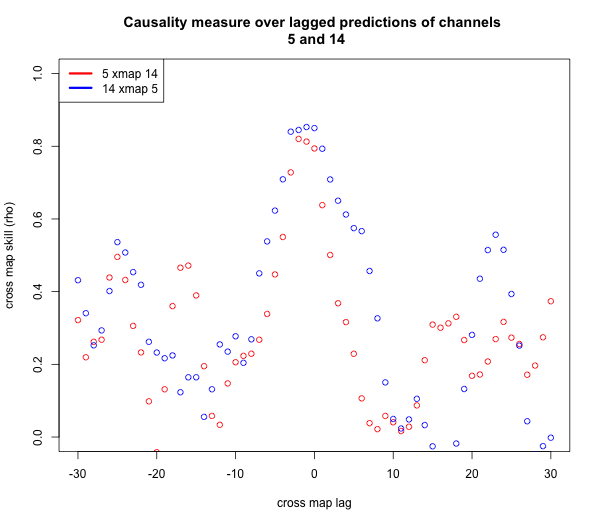 Causality measure over lagged predictions of channels
5 and 14
5 xmap 14
14 xmap 5
cross map skill (rho)
1.0
0.8
0.6
0.4
0.2
0.0
-30 -20 -10 0 10 20 30
cross map lag